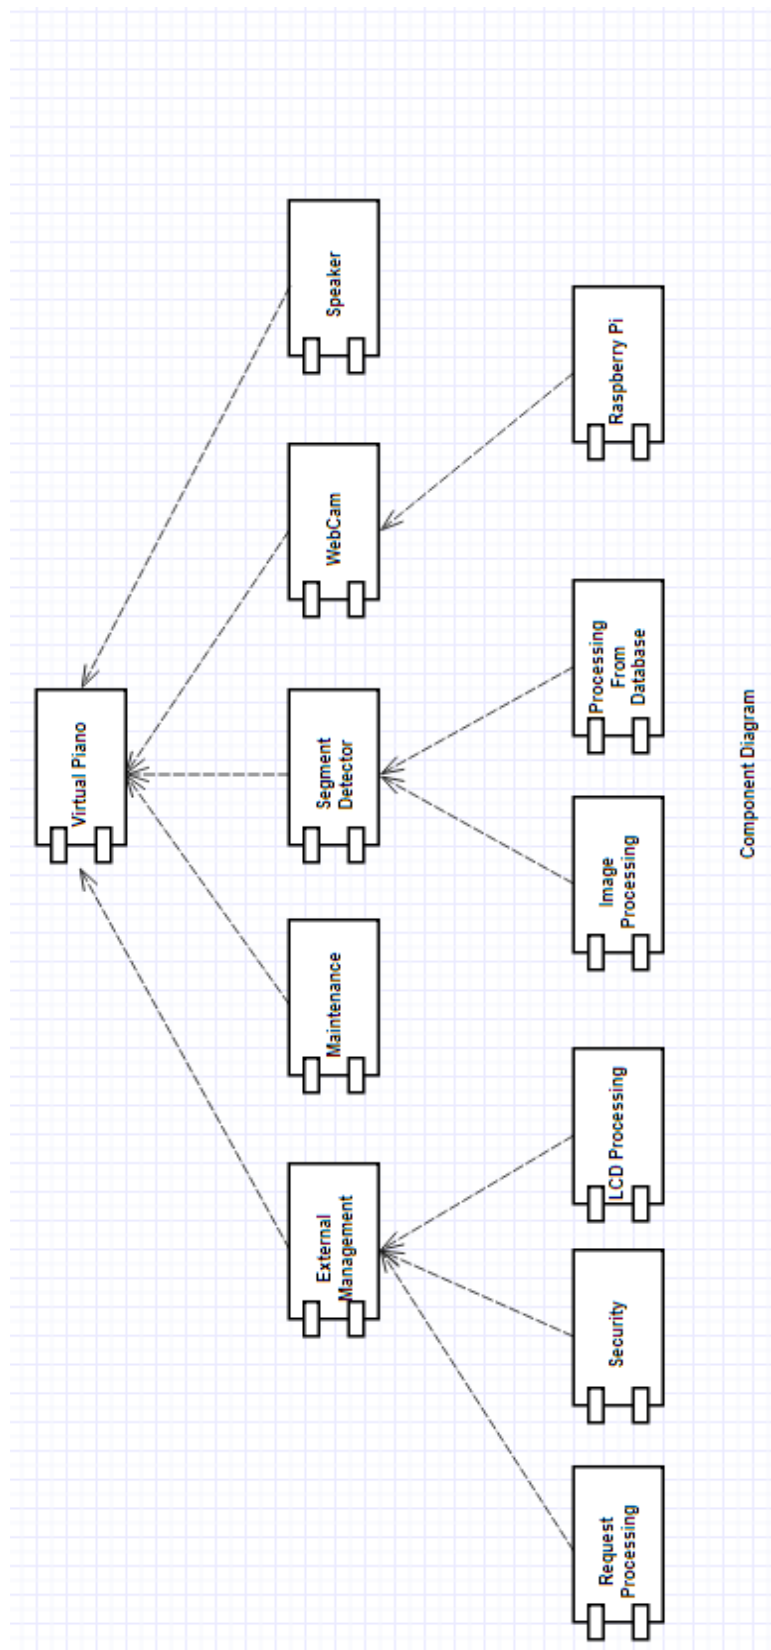 Virtual Piano
External
Management
Maintenance
Segment
Detector
WebCam
Speaker
Request
Processing
Security
LCD Processing
Image
Processing
Processing
From
Database
Raspberry Pi
Component Diagram